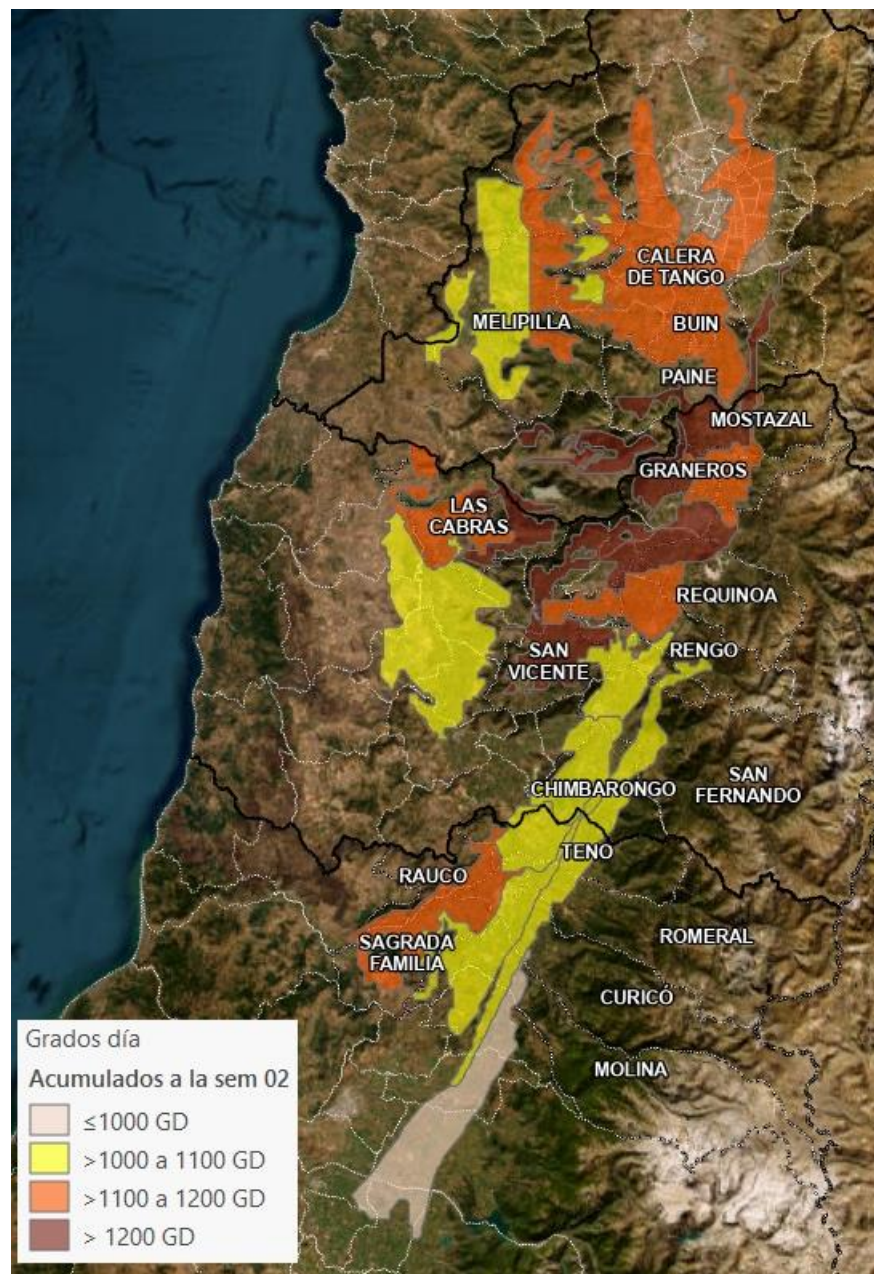 CALERA
DE TANGO
MELIPILLA
BUIN
PAINE
MOSTAZAL
GRANEROS
LAS
CABRAS
REQUINOA
SAN
VICENTE
RENGO
CHIMBARONGO
SAN
FERNANDO
TENO
RAUCO
SAGRADA
FAMILIA
ROMERAL
CURICÓ
MOLINA
Grados día
Acumulados a la sem 02
≤1000 GD
>1000 a 1100 GD
>1100 a 1200 GD
> 1200 GD